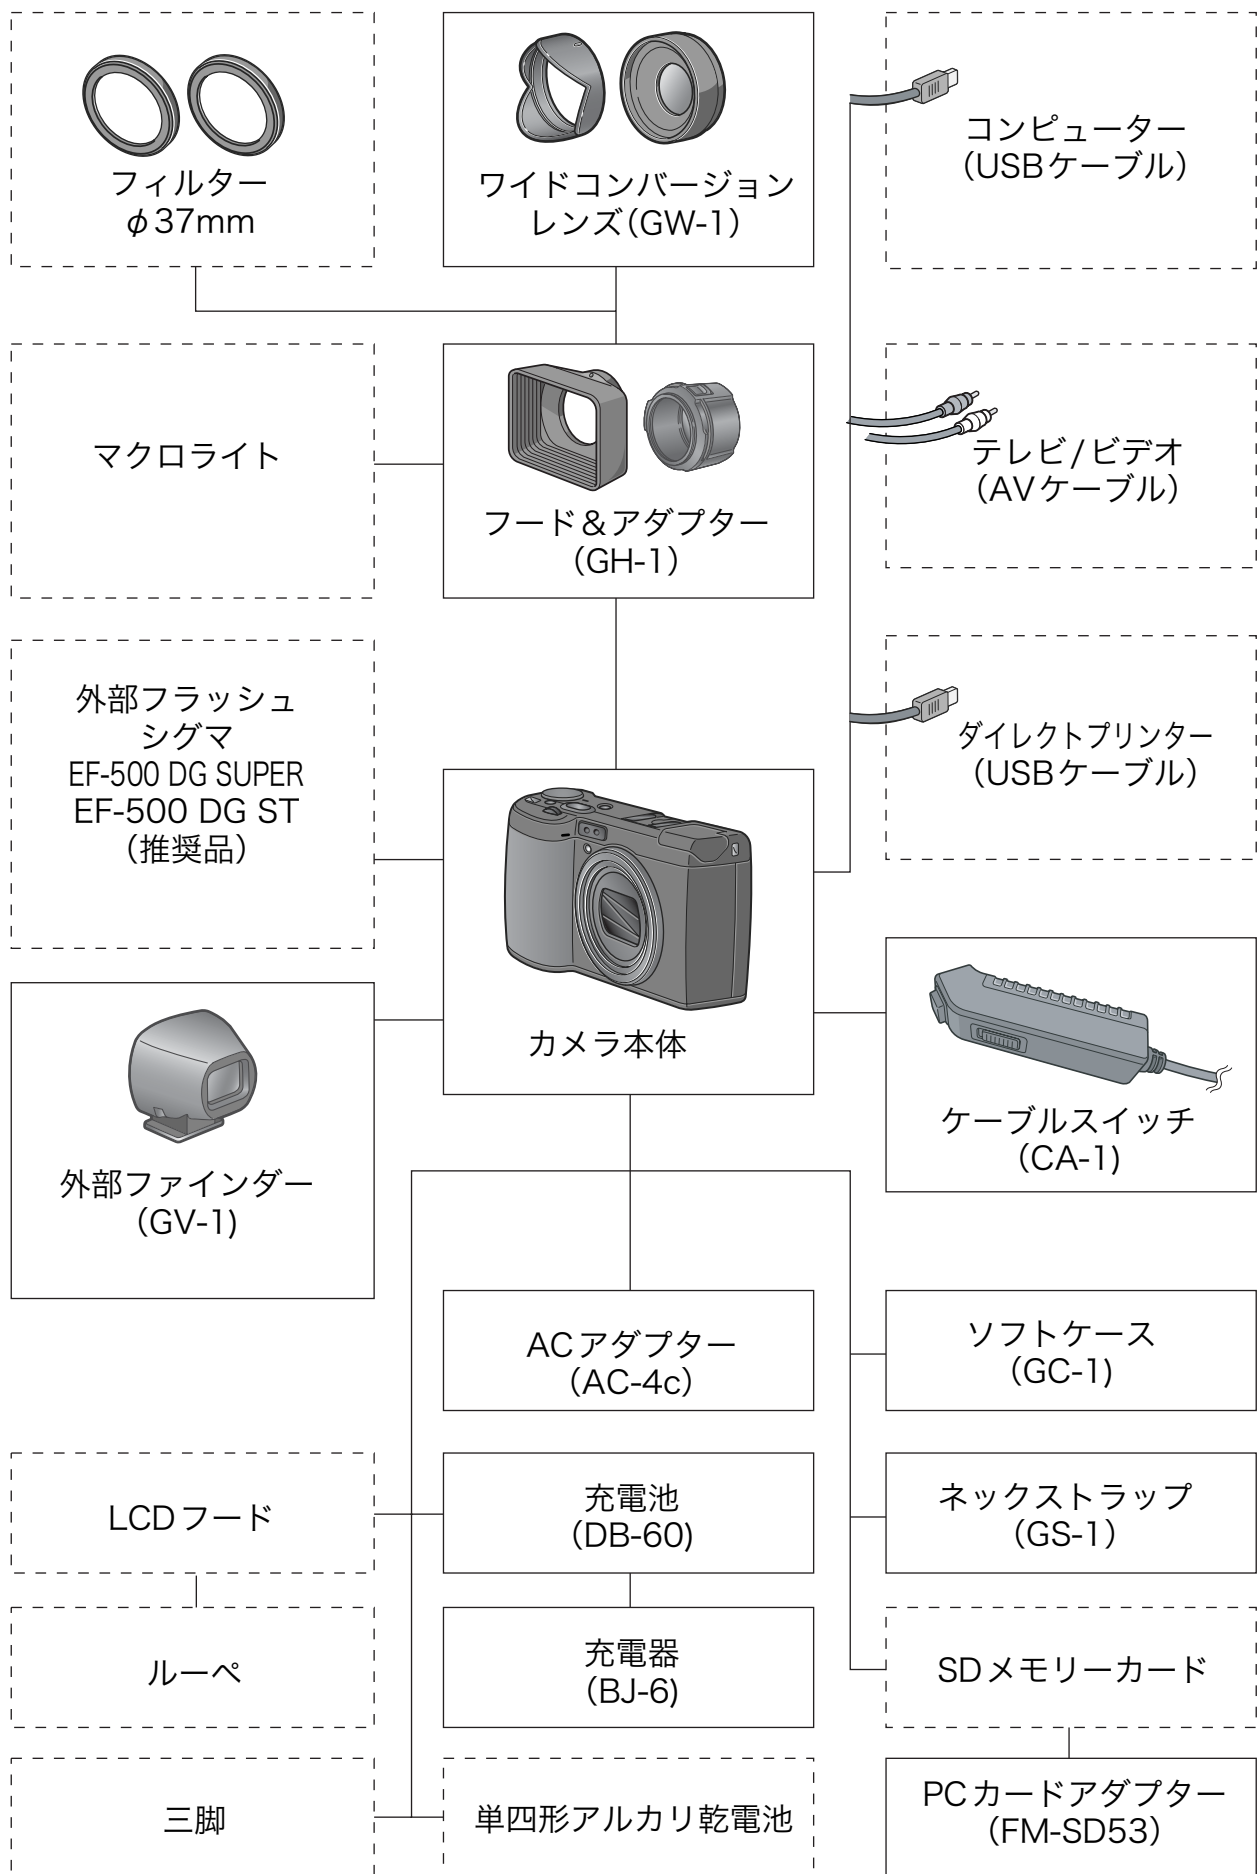 フィルター
φ37mm
ワイドコンバージョン
レンズ(GW-1)
コンピューター
(USBケーブル)
マクロライト
フード&アダプター
(GH-1)
テレビ/ビデオ
(AVケーブル)
外部フラッシュ
シグマ
EF-500 DG SUPER
EF-500 DG ST
(推奨品)
ダイレクトプリンター
(USBケーブル)
カメラ本体
外部ファインダー
(GV-1)
ケーブルスイッチ
(CA-1)
ACアダプター
(AC-4c)
ソフトケース
(GC-1)
LCDフード
充電池
(DB-60)
ネックストラップ
(GS-1)
ルーペ
充電器
(BJ-6)
SDメモリーカード
三脚
単四形アルカリ乾電池
PCカードアダプター
(FM-SD53)